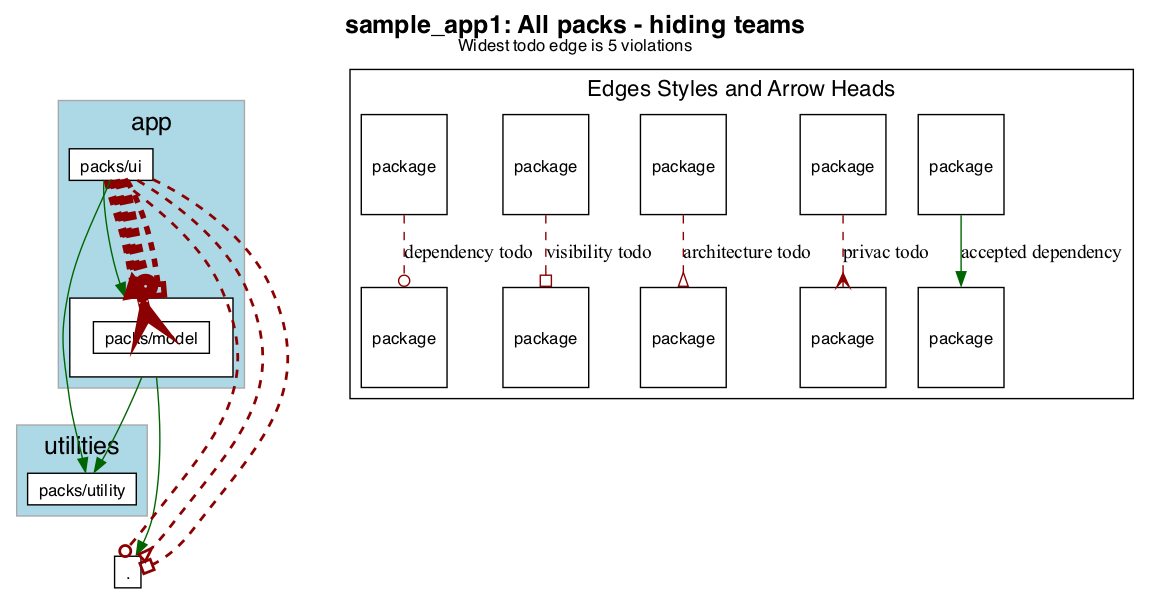 sample_app1: All packs - hiding teams
Widest todo edge is 5 violations
app
packs/ui
packs/model
utilities
packs/utility
.
Edges Styles and Arrow Heads
package package package package package
dependency todo visibility todo architecture todo privac todo accepted dependency
package package package package package